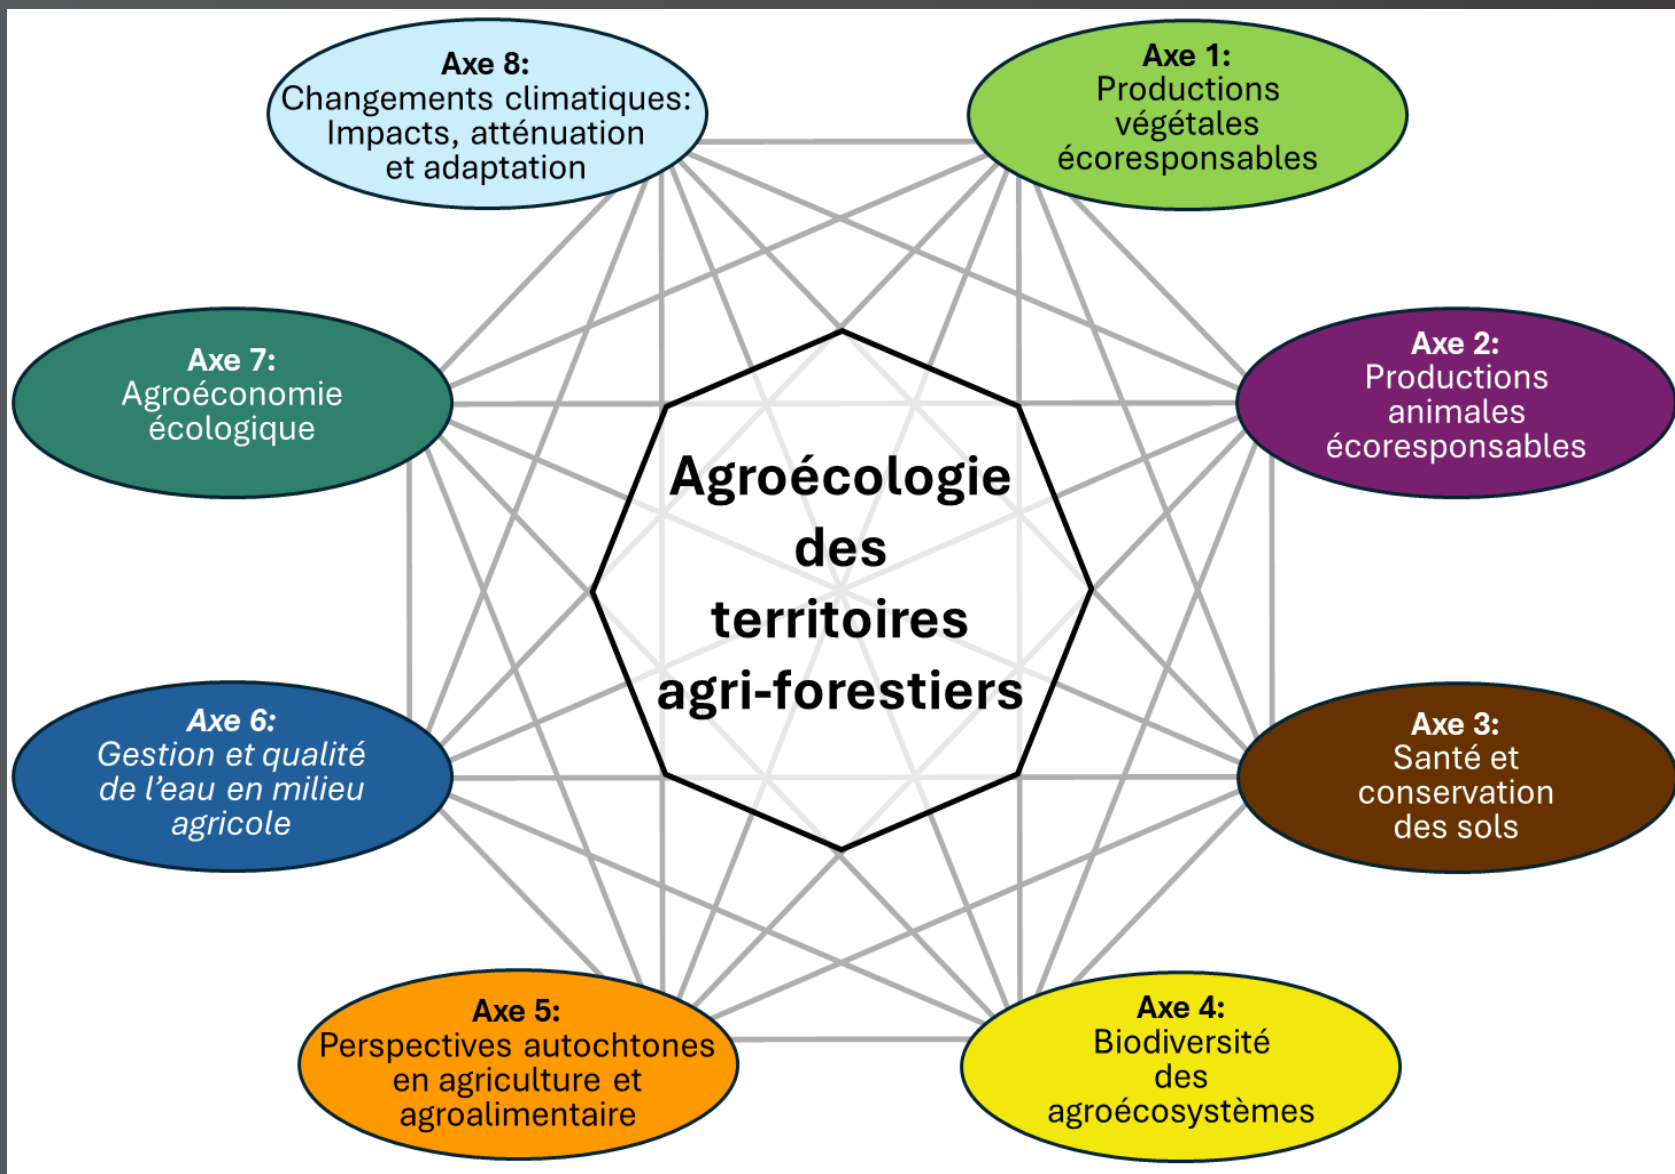 Axe 8:
Changements climatiques:
Impacts, atténuation
et adaptation
Axe 1:
Productions
végétales
écoresponsables
Axe 7:
Agroéconomie
écologique
Axe 2:
Productions
animales
écoresponsables
Agroécologie
des
territoires
agri-forestiers
Axe 6:
Gestion et qualité
de l’eau en milieu
agricole
Axe 3:
Santé et
conservation
des sols
Axe 5:
Perspectives autochtones
en agriculture et
agroalimentaire
Axe 4:
Biodiversité
des
agroécosystèmes